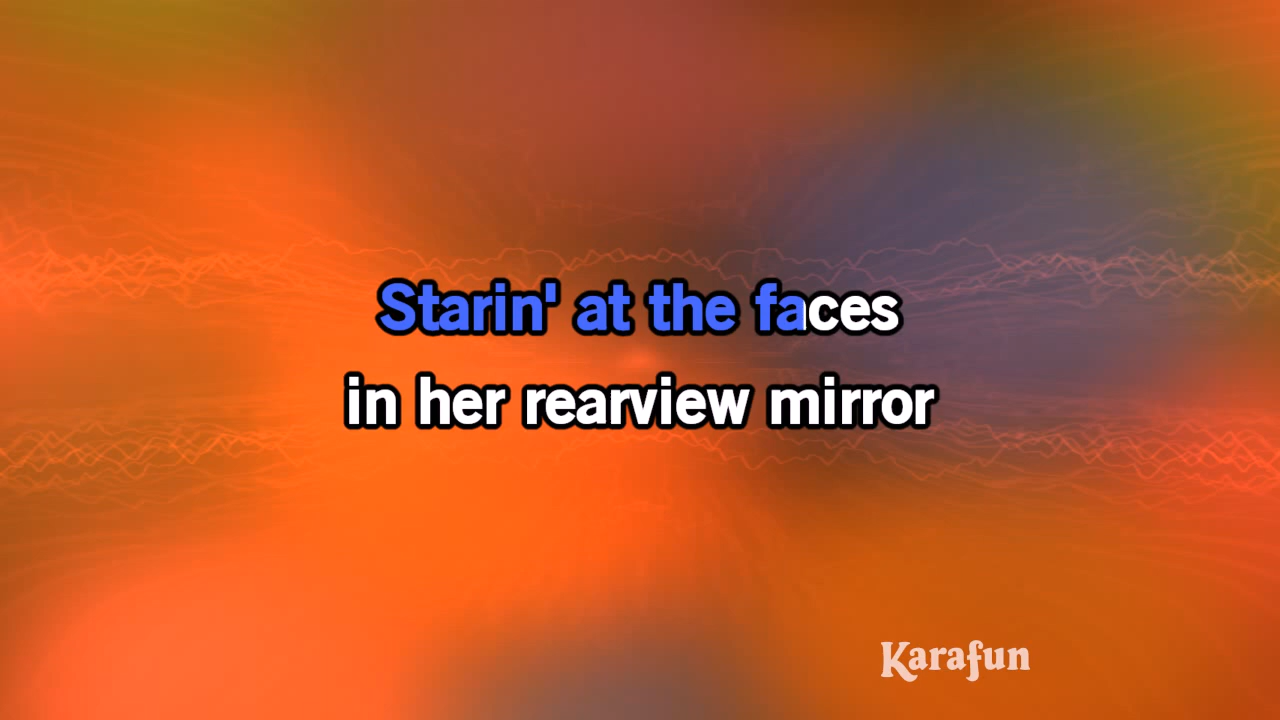 Starin' at the faces
in her rearview mirror
Karafun